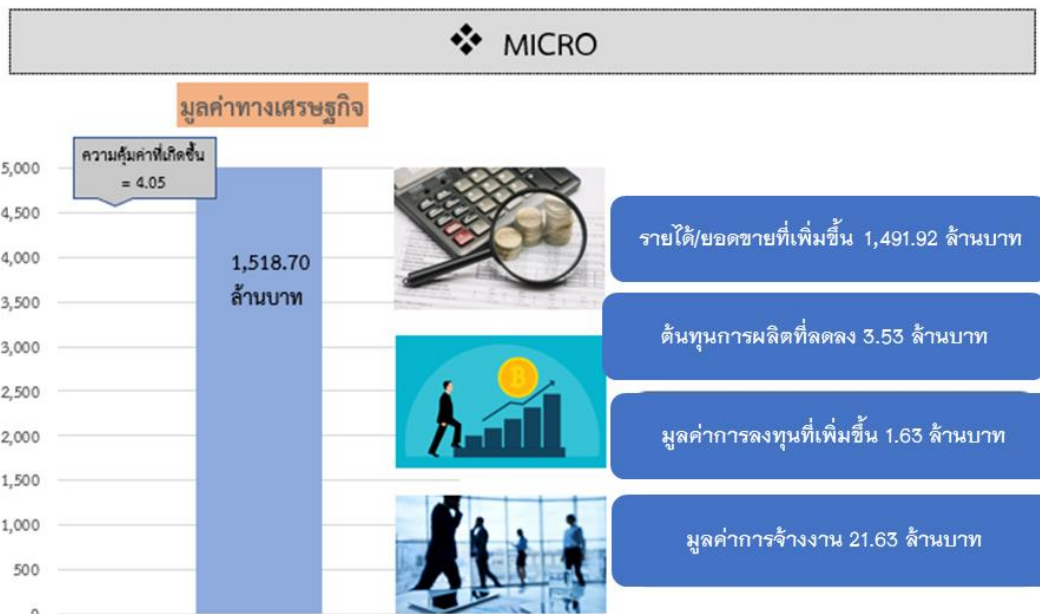 ❖ MICRO
มูลค่าทางเศรษฐกิจ
ความคุ้มค่าที่เกิดขึ้น
= 4.05
5,000
4,500
4,000
3,500
3,000
2,500
2,000
1,500
1,000
500
0
1,518.70
ล้านบาท
รายได้/ยอดขายที่เพิ่มขึ้น 1,491.92 ล้านบาท
ต้นทุนการผลิตที่ลดลง 3.53 ล้านบาท
มูลค่าการลงทุนที่เพิ่มขึ้น 1.63 ล้านบาท
มูลค่าการจ้างงาน 21.63 ล้านบาท